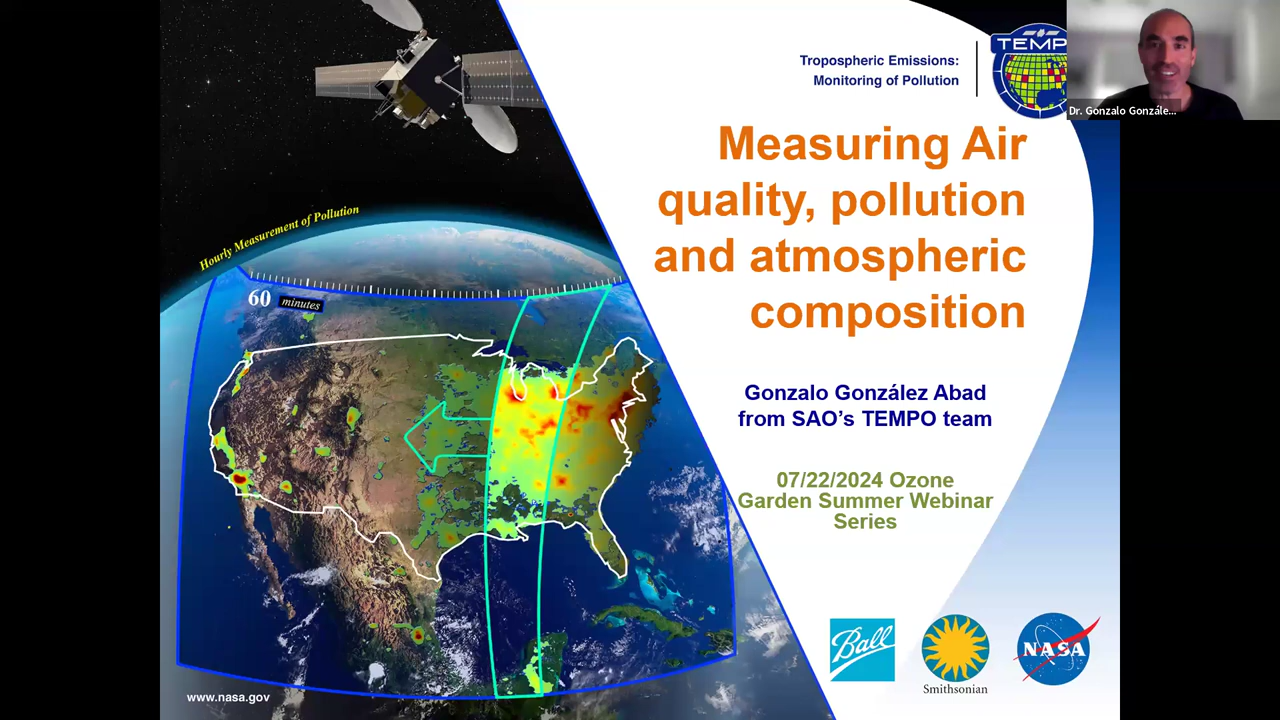 Tropospheric Emissions:
Monitoring of Pollution
TEMP
Dr. Gonzalo Gonzále...
Measuring Air
quality, pollution
and atmospheric
composition
Hourly Measurement of Pollution
60 minutes
Gonzalo González Abad
from SAO's TEMPO team
07/22/2024 Ozone
Garden Summer Webinar
Series
Ball
Smithsonian
NASA
www.nasa.gov